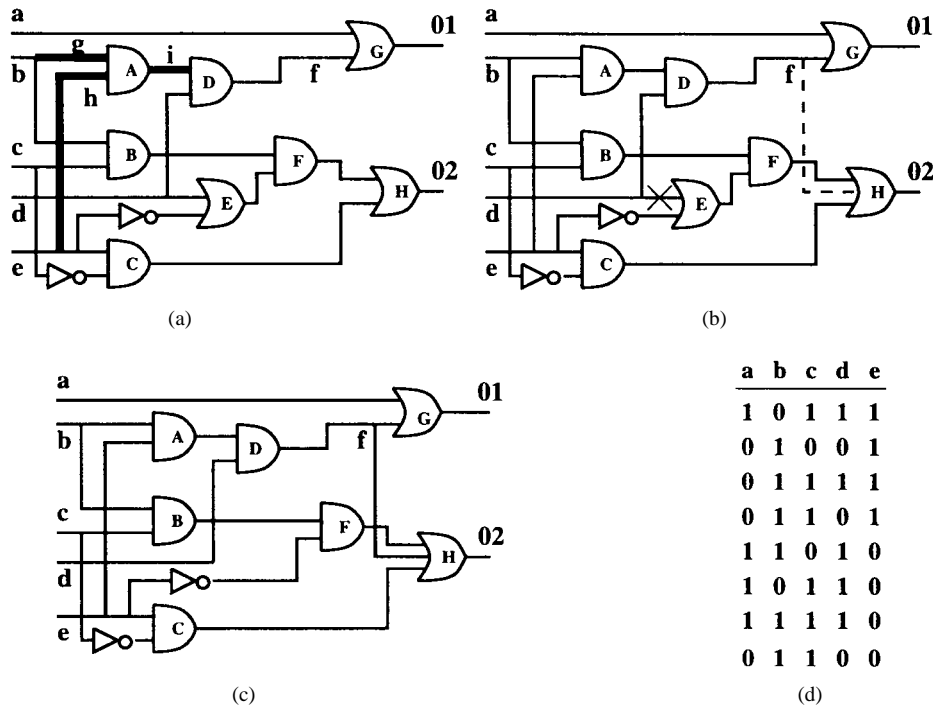 a
01
g
i
G
A
D
b
f
h
c
B
F
02
H
d
E
e
C
(a)
a
01
G
A
D
b
f
c
B
F
02
H
d
E
e
C
(b)
a
01
G
A
D
b
f
c
B
F
02
H
d
e
C
(c)
a b c d e
1 0 1 1 1
0 1 0 0 1
0 1 1 1 1
0 1 1 0 1
1 1 0 1 0
1 0 1 1 0
1 1 1 1 0
0 1 1 0 0
(d)